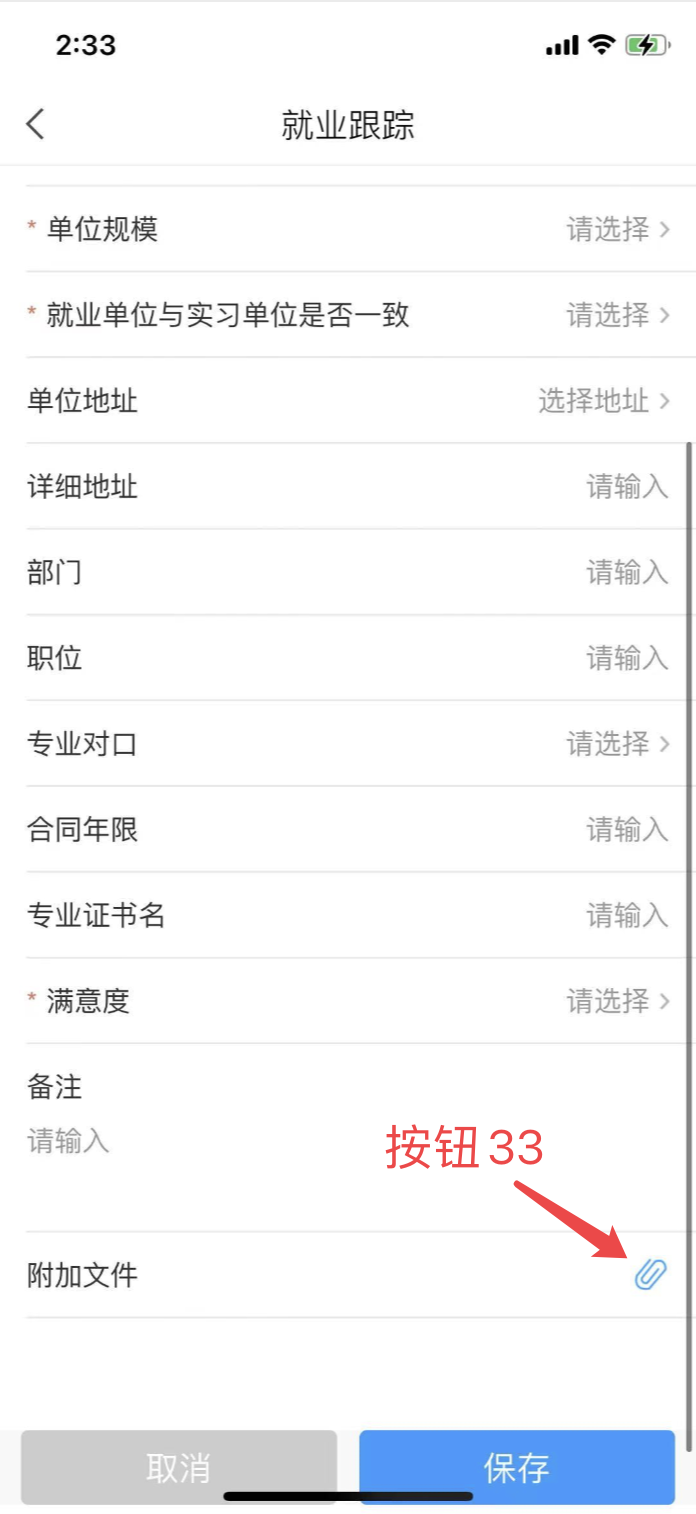 2:33
就业跟踪
* 单位规模 请选择
* 就业单位与实习单位是否一致 请选择
单位地址 选择地址
详细地址 请输入
部门 请输入
职位 请输入
专业对口 请选择
合同年限 请输入
专业证书名 请输入
* 满意度 请选择
备注
请输入
按钮33
附加文件
取消 保存